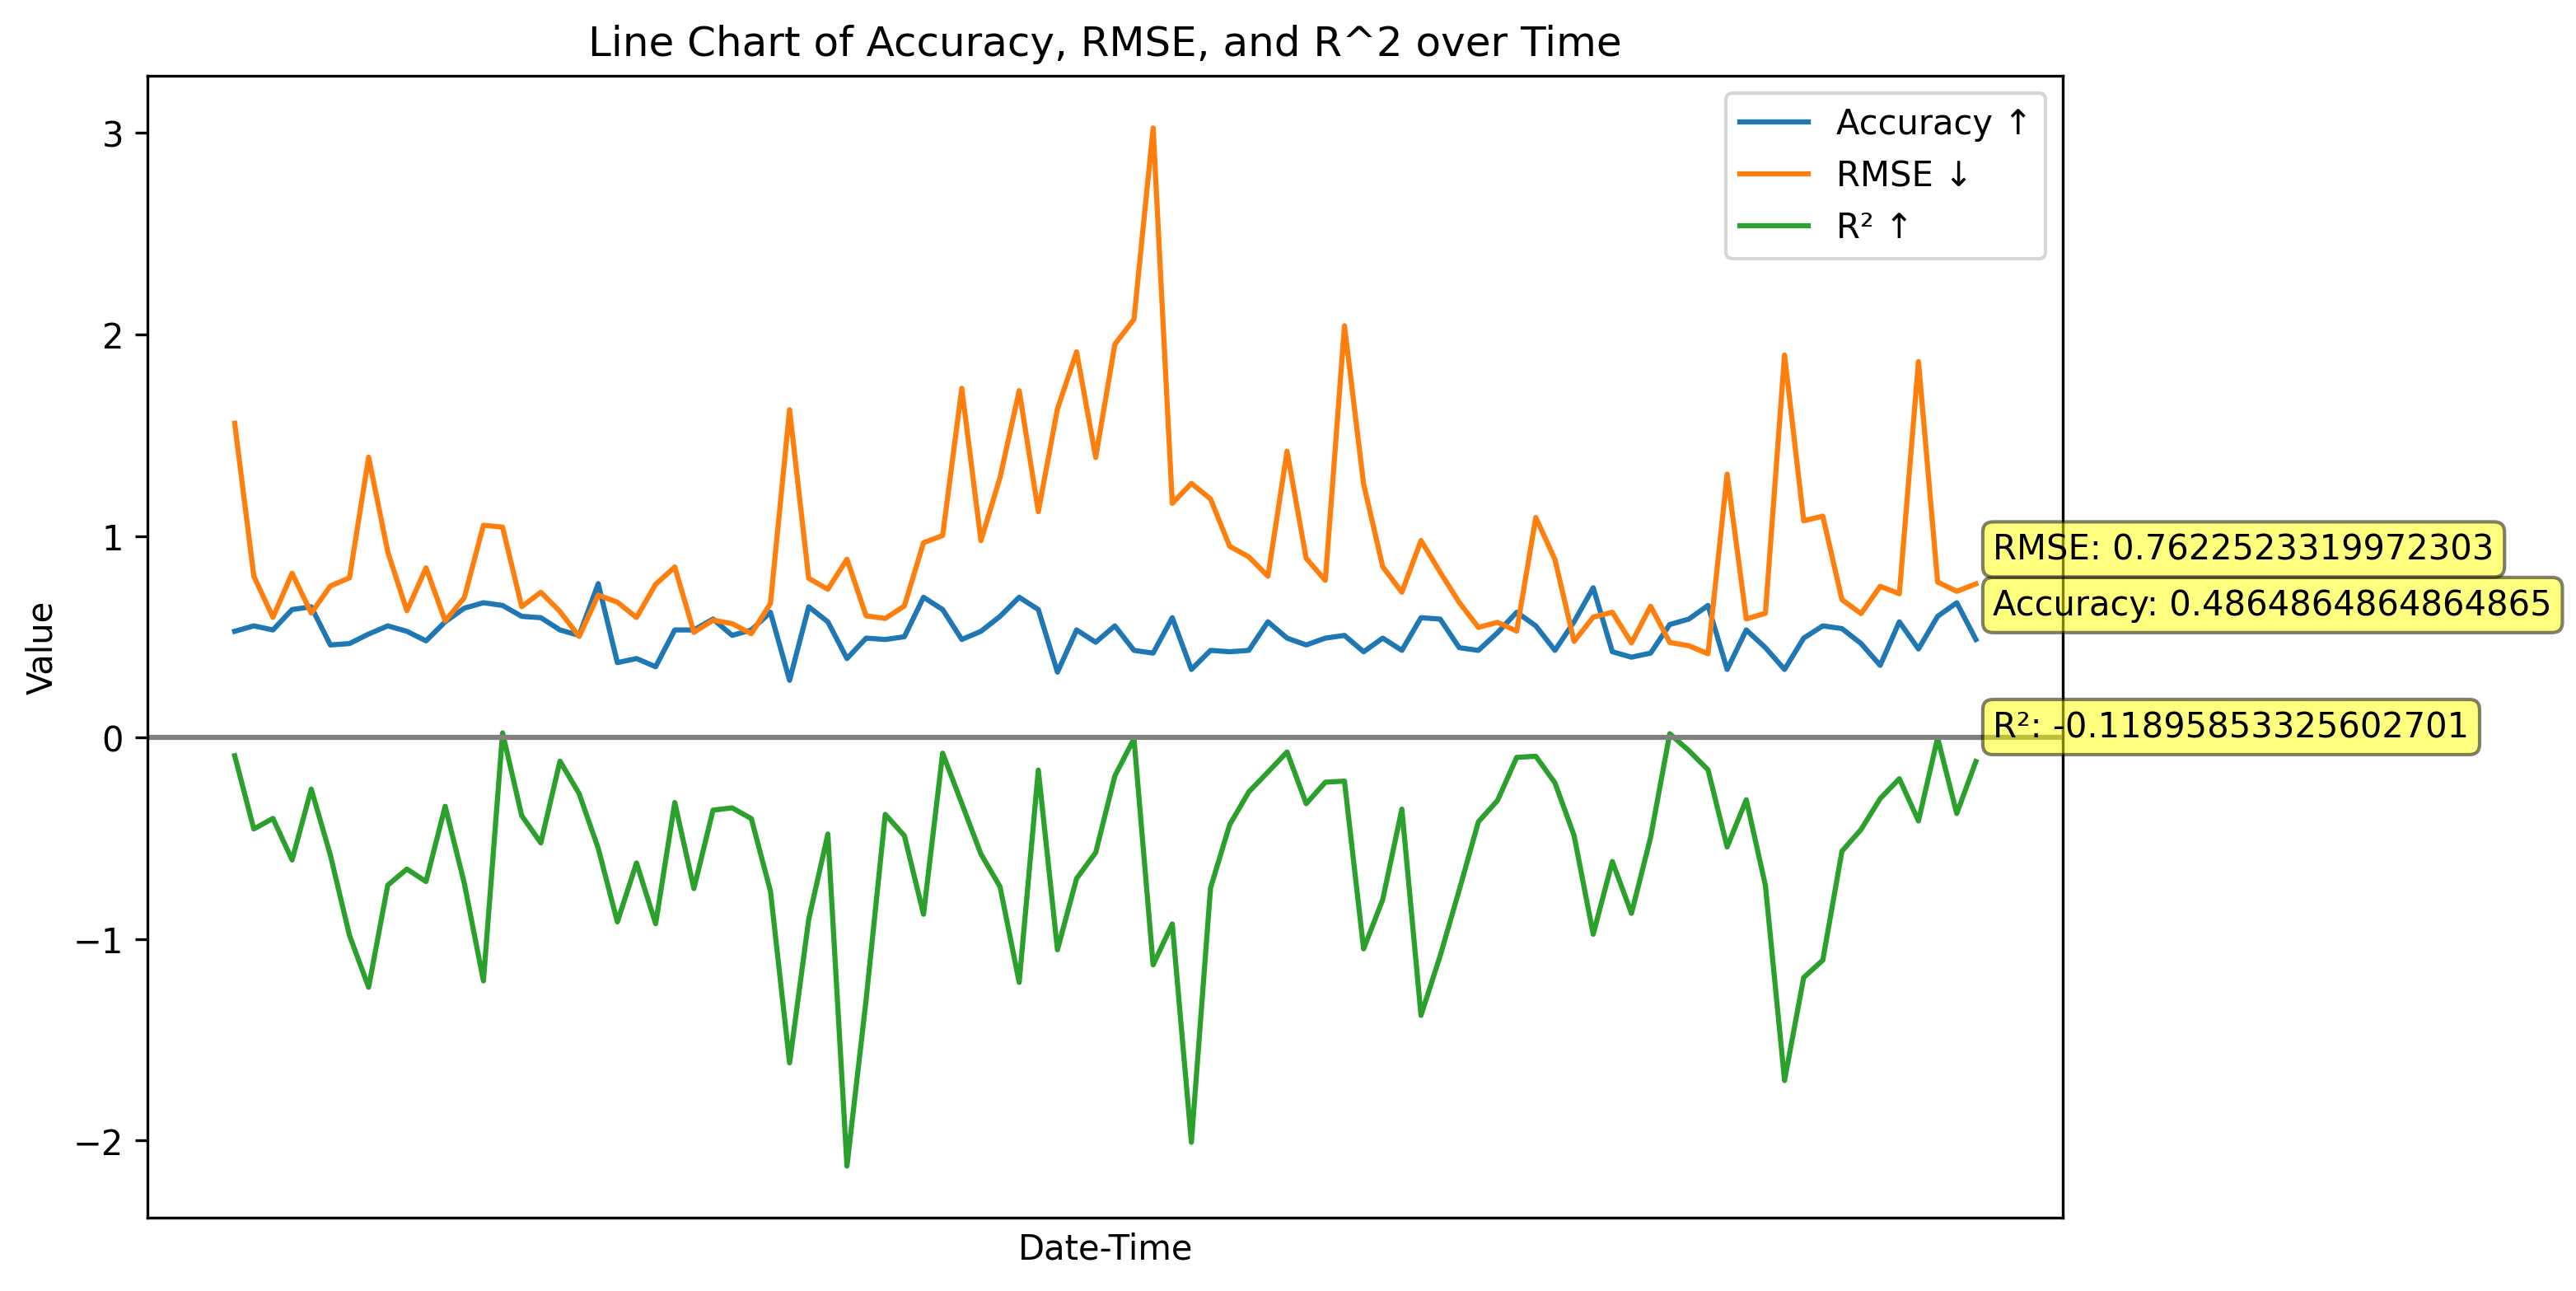 Line Chart of Accuracy, RMSE, and R^2 over Time
Accuracy ↑
RMSE ↓
R² ↑
3
2
1
0
−1
−2
Value
RMSE: 0.7622523319972303
Accuracy: 0.4864864864864865
R²: -0.11895853325602701
Date-Time